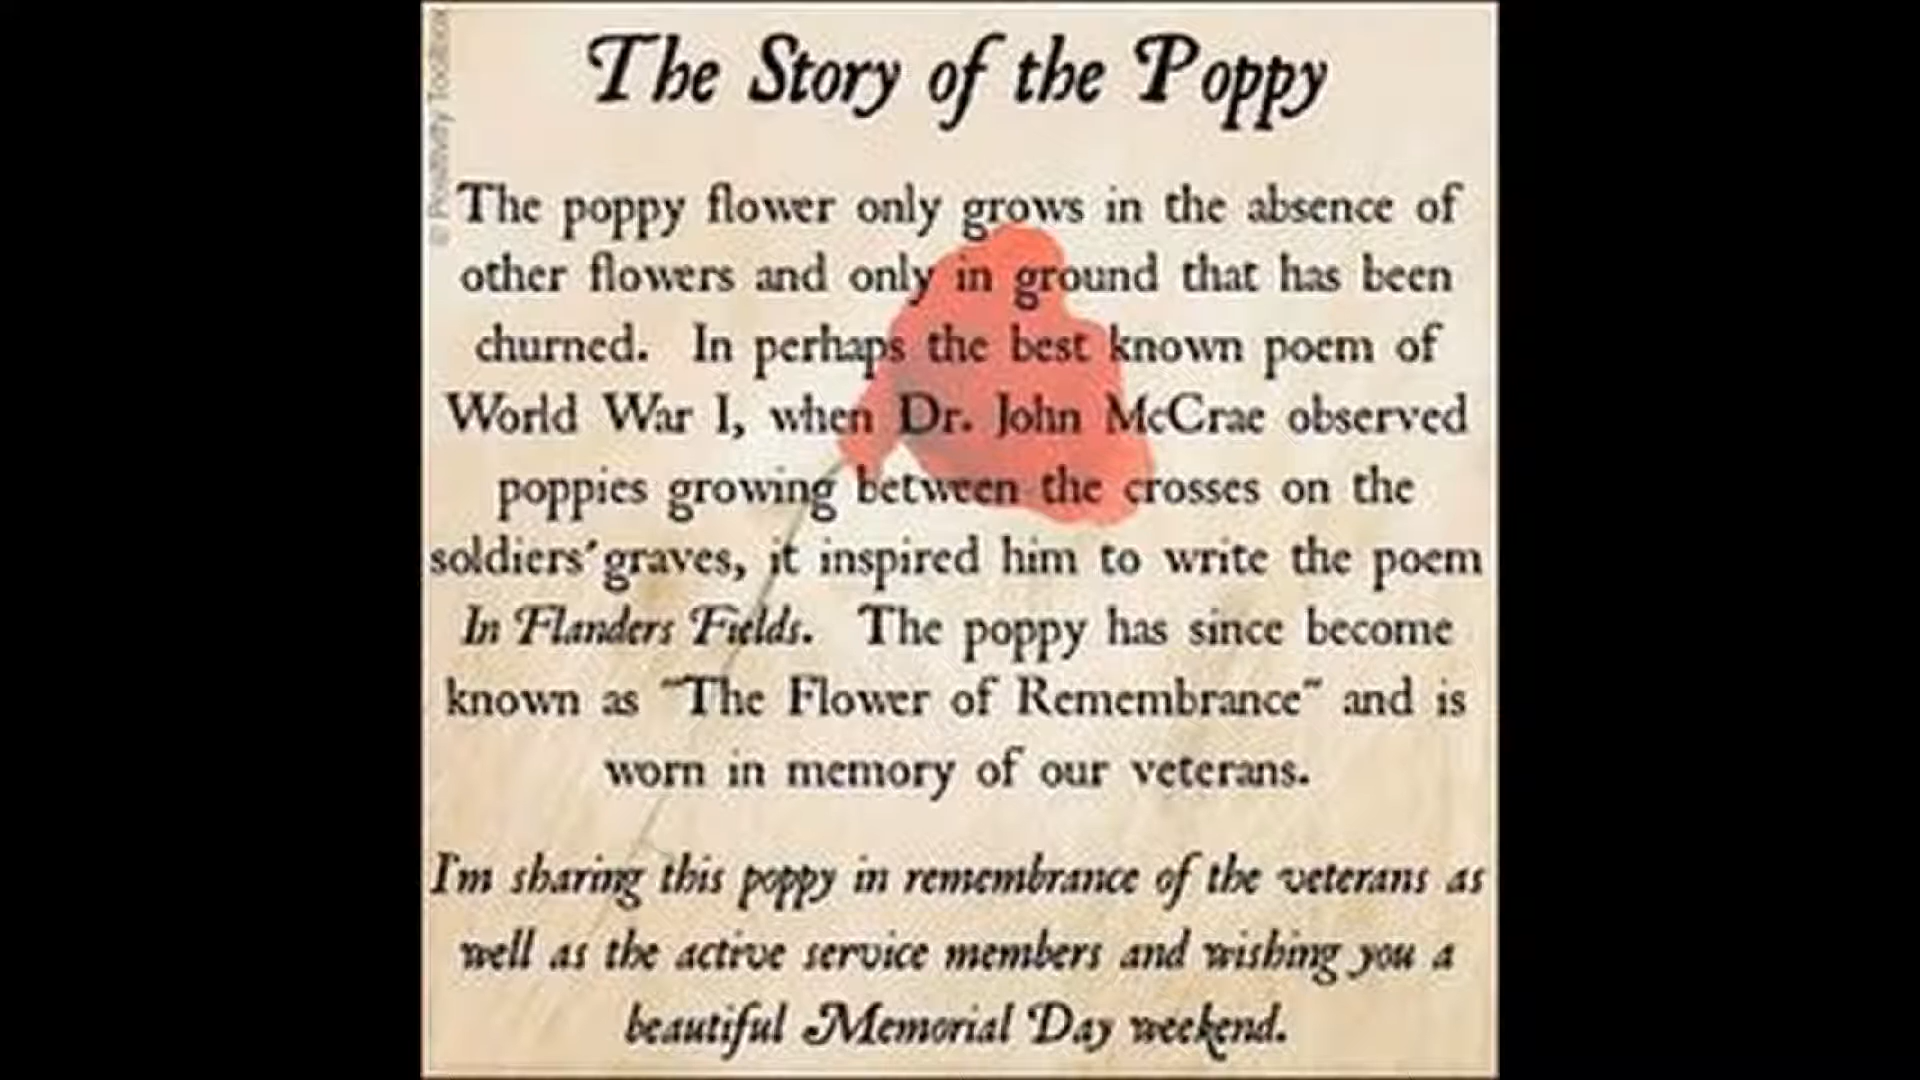 The Story of the Poppy
© Positivity Toolbox
The poppy flower only grows in the absence of
other flowers and only in ground that has been
churned. In perhaps the best known poem of
World War I, when Dr. John McCrae observed
poppies growing between the crosses on the
soldiers' graves, it inspired him to write the poem
In Flanders Fields. The poppy has since become
known as "The Flower of Remembrance" and is
worn in memory of our veterans.
I'm sharing this poppy in remembrance of the veterans as
well as the active service members and wishing you a
beautiful Memorial Day weekend.